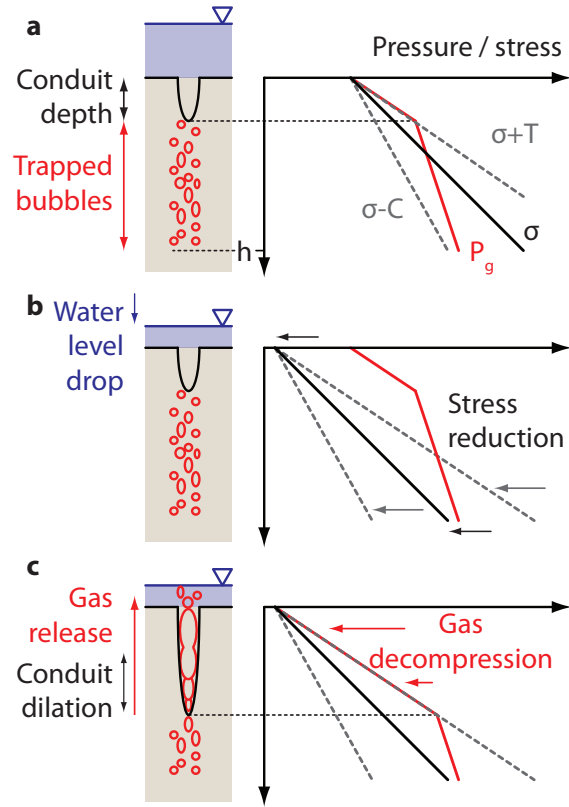 a
Pressure / stress
Conduit
depth
σ+T
Trapped
bubbles
σ-C
σ
h
Pg
b
Water
level
drop
Stress
reduction
c
Gas
release
Gas
decompression
Conduit
dilation